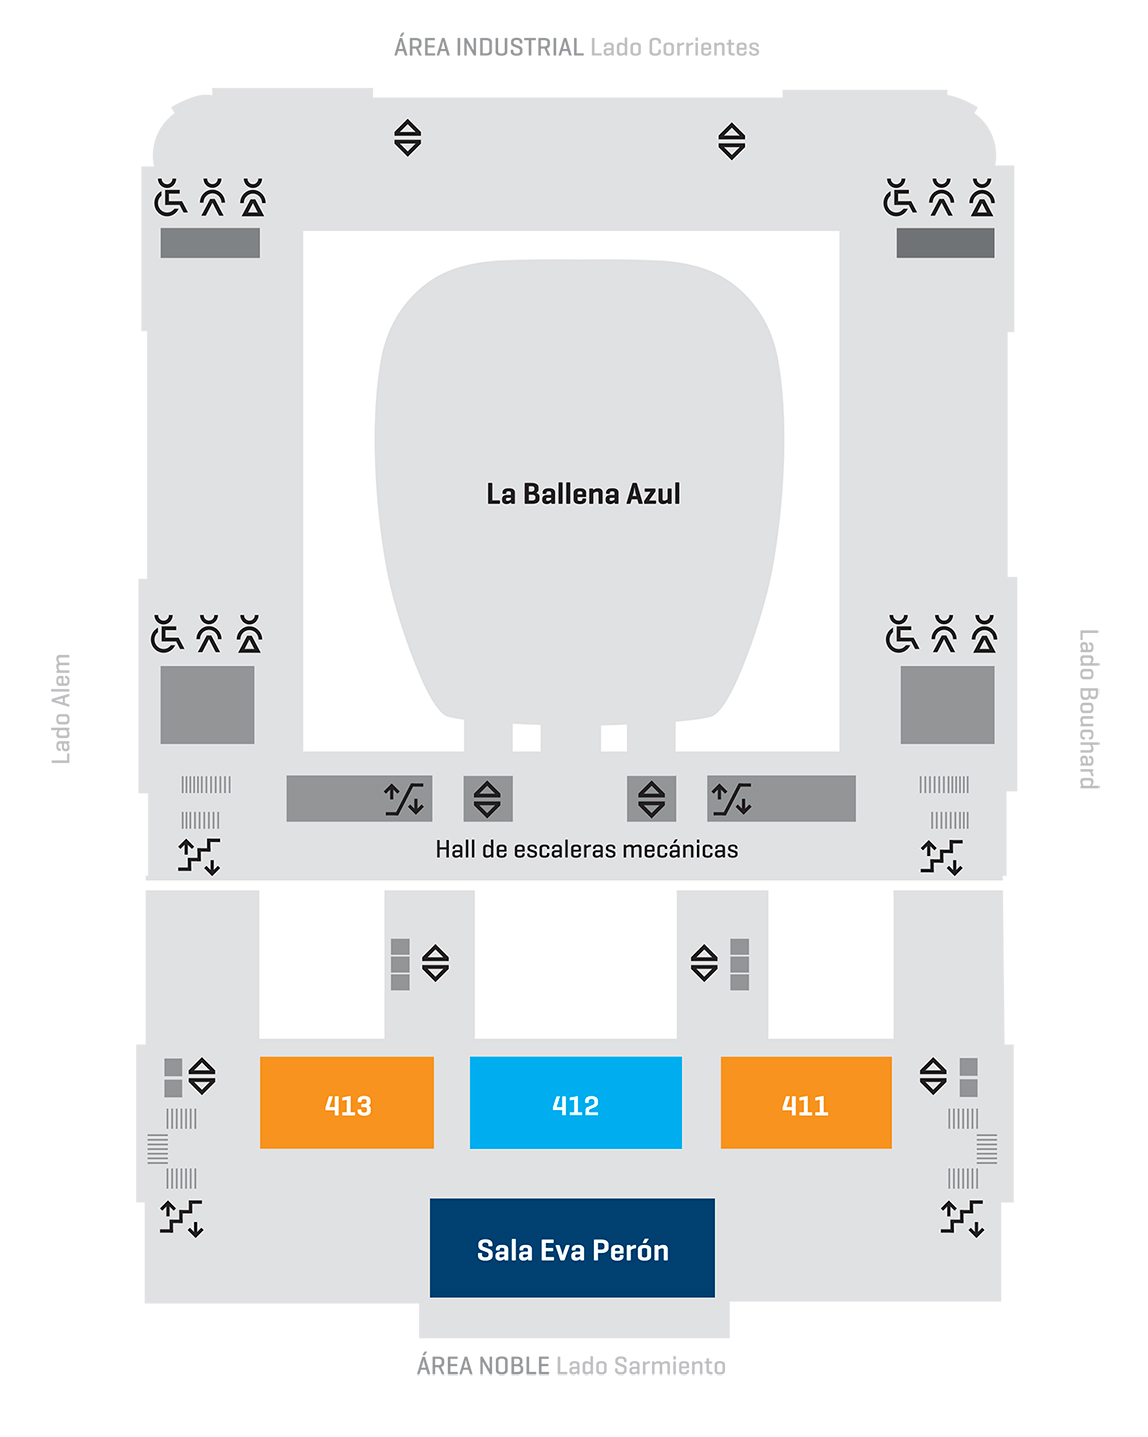 ÁREA INDUSTRIAL Lado Corrientes
La Ballena Azul
Lado Alem
Lado Bouchard
Hall de escaleras mecánicas
413
412
411
Sala Eva Perón
ÁREA NOBLE Lado Sarmiento